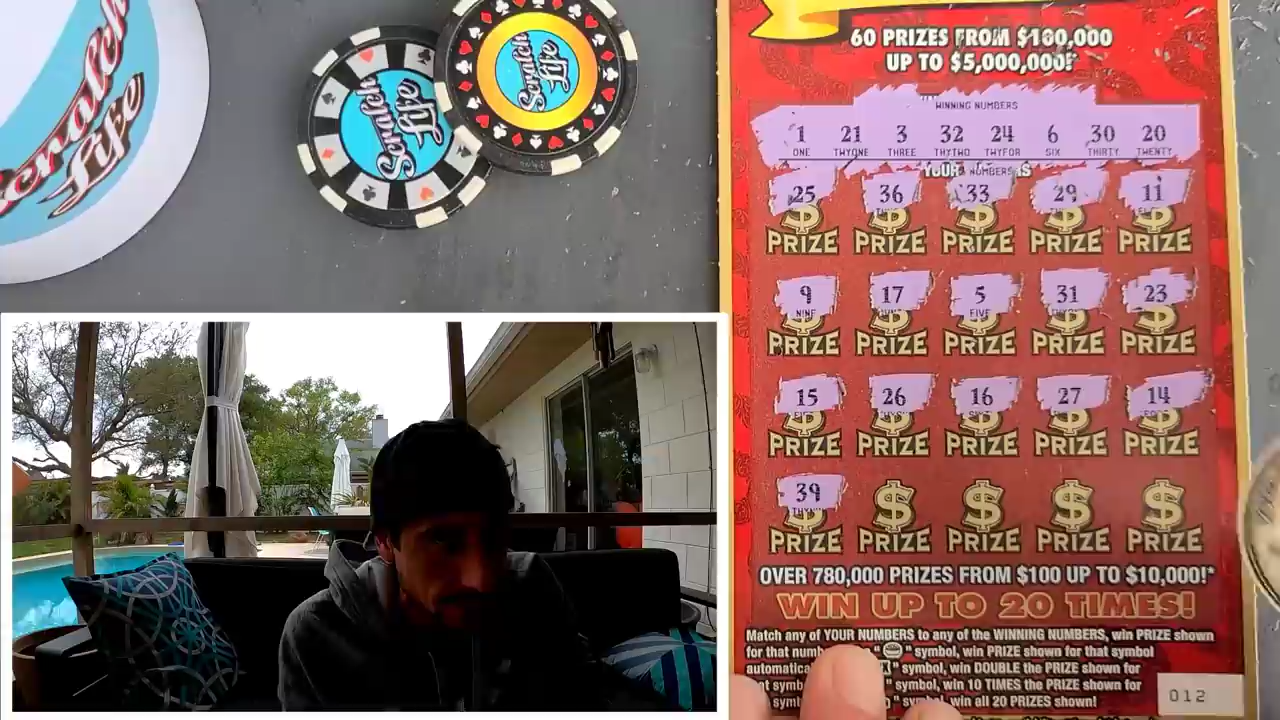 Scratch
Life
Scratch
Life
Scratch
Life
60 PRIZES FROM $100,000
UP TO $5,000,000!*
WINNING NUMBERS
1 21 3 32 24 6 30 20
ONE TWYONE THREE THYTWO TWYFOR SIX THIRTY TWENTY
YOUR NUMBERS
25 36 33 29 11
$ $ $ $ $
PRIZE PRIZE PRIZE PRIZE PRIZE
9 17 5 31 23
NINE FIVE
$ $ $ $ $
PRIZE PRIZE PRIZE PRIZE PRIZE
15 26 16 27 14
$ $ $ $ $
PRIZE PRIZE PRIZE PRIZE PRIZE
39
$ $ $ $ $
PRIZE PRIZE PRIZE PRIZE PRIZE
OVER 780,000 PRIZES FROM $100 UP TO $10,000!*
WIN UP TO 20 TIMES!
Match any of YOUR NUMBERS to any of the WINNING NUMBERS, win PRIZE shown
for that " " symbol, win PRIZE shown for that symbol
" symbol, win DOUBLE the PRIZE shown for
" symbol, win 10 TIMES the PRIZE shown for
" symbol, win all 20 PRIZES shown!
012